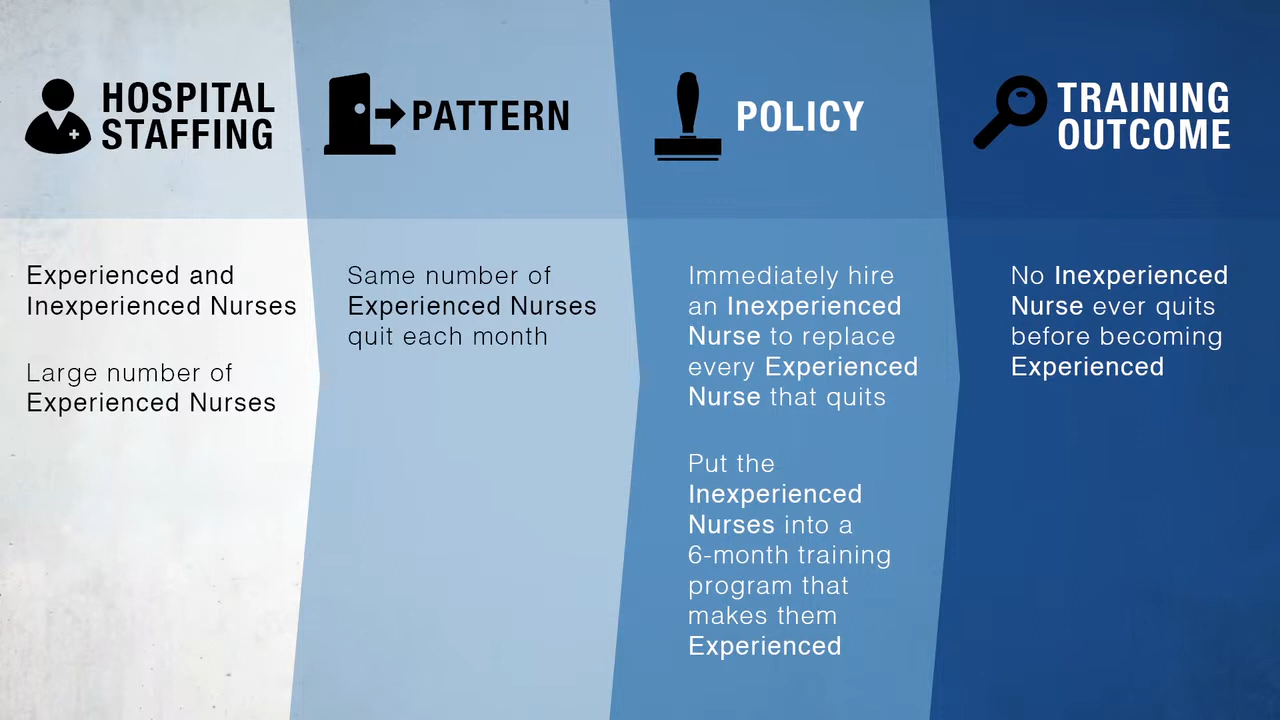 HOSPITAL
STAFFING
Experienced and
Inexperienced Nurses
Large number of
Experienced Nurses
PATTERN
Same number of
Experienced Nurses
quit each month
POLICY
Immediately hire
an Inexperienced
Nurse to replace
every Experienced
Nurse that quits
Put the
Inexperienced
Nurses into a
6-month training
program that
makes them
Experienced
TRAINING
OUTCOME
No Inexperienced
Nurse ever quits
before becoming
Experienced